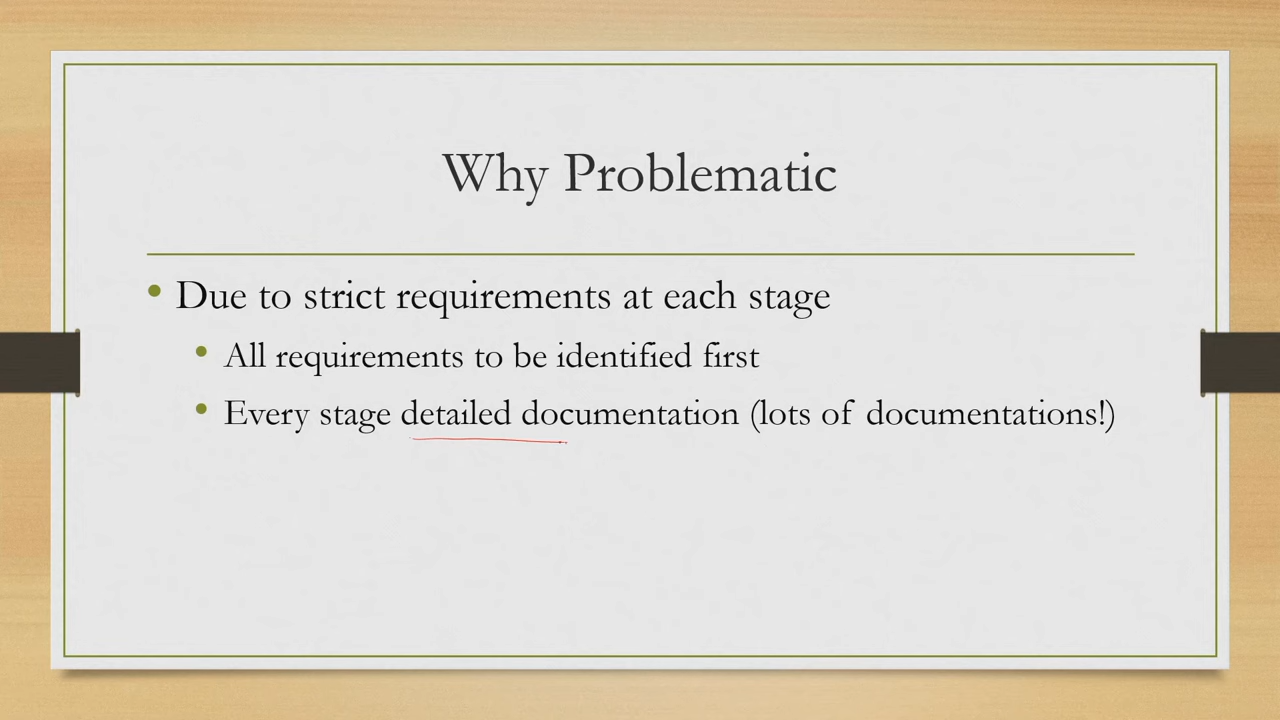 Why Problematic
• Due to strict requirements at each stage
• All requirements to be identified first
• Every stage detailed documentation (lots of documentations!)